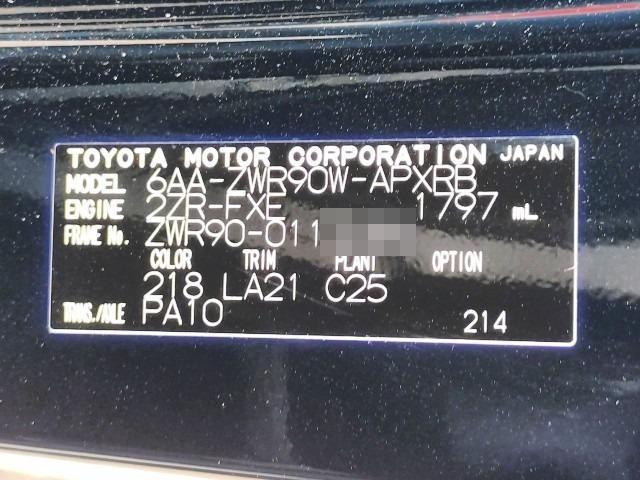 TOYOTA MOTOR CORPORATION JAPAN
MODEL 6AA-ZWR90W-APXRB
ENGINE 2ZR-FXE 1797 mL
FRAME No. ZWR90-011
COLOR TRIM PLANT OPTION
218 LA21 C25
TRANS./AXLE PA10 214